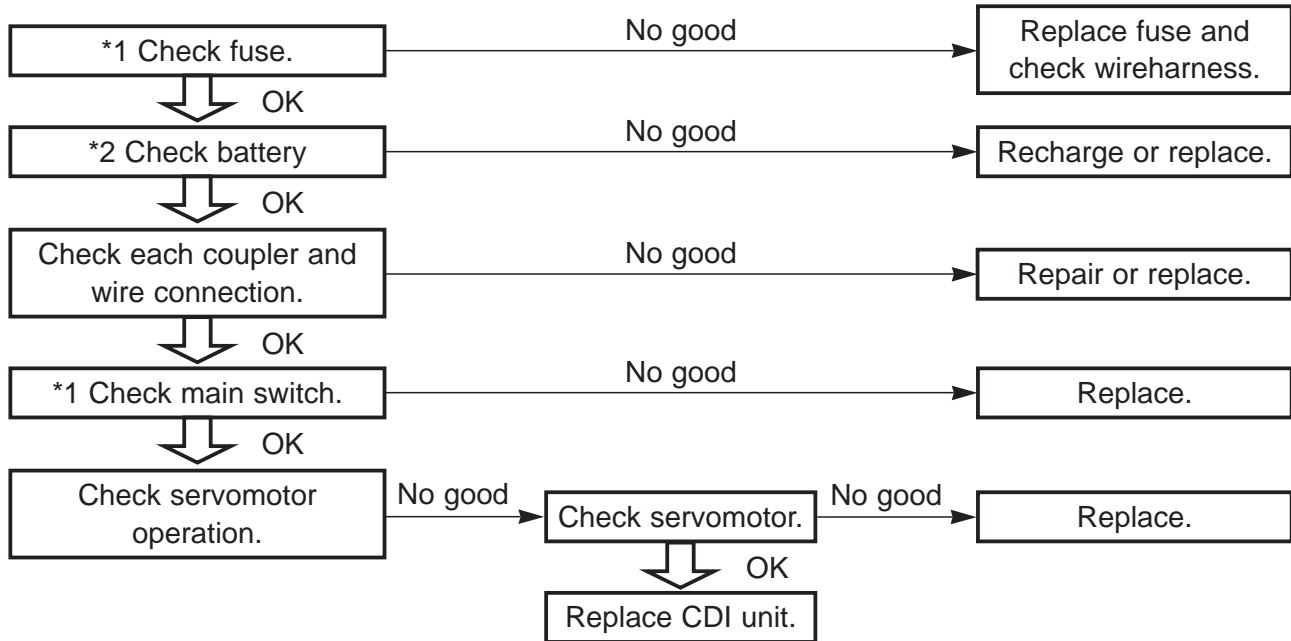 *1 Check fuse.
No good
Replace fuse and
check wireharness.
OK
*2 Check battery
No good
Recharge or replace.
OK
Check each coupler and
wire connection.
No good
Repair or replace.
OK
*1 Check main switch.
No good
Replace.
OK
Check servomotor
operation.
No good
Check servomotor.
No good
Replace.
OK
Replace CDI unit.